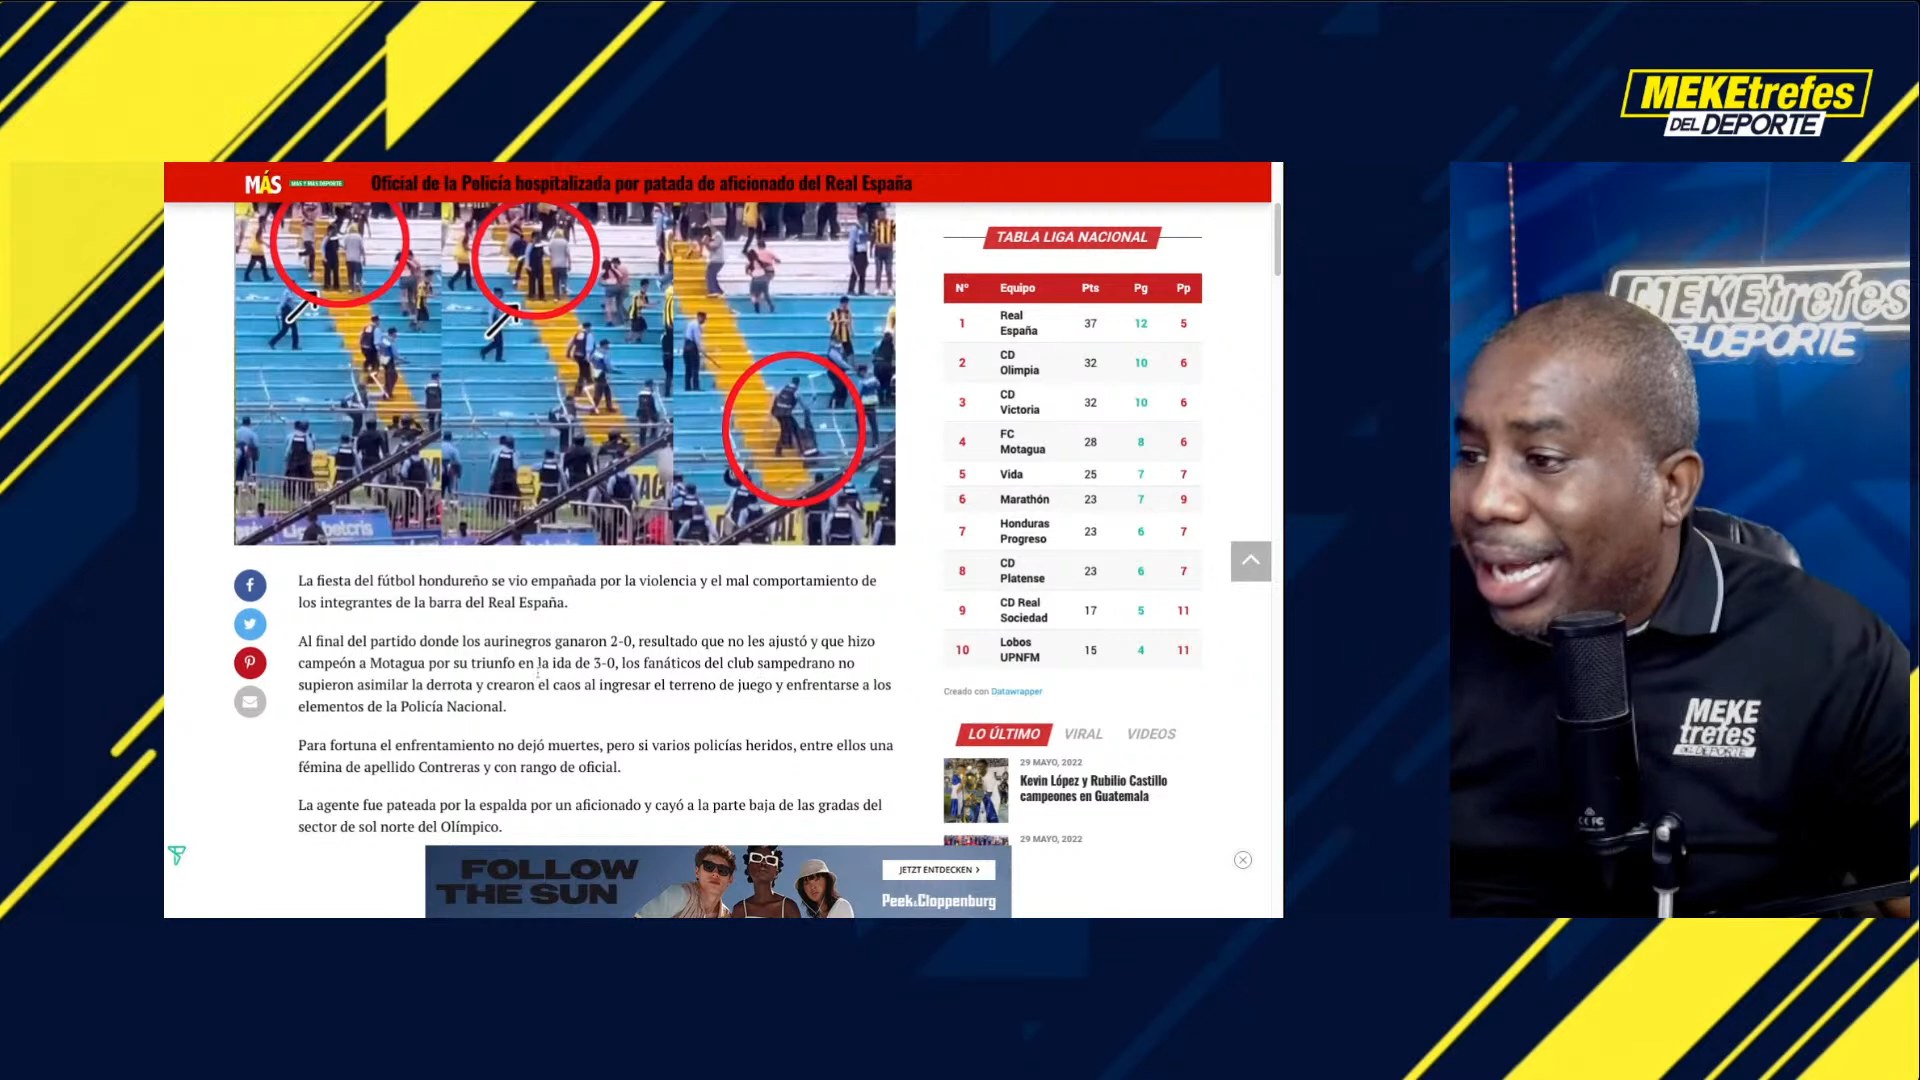 MEKEtrefes
DEL DEPORTE
MÁS
MAS Y MAS DEPORTE
Oficial de la Policía hospitalizada por patada de aficionado del Real España
betcris
La fiesta del fútbol hondureño se vio empañada por la violencia y el mal comportamiento de
los integrantes de la barra del Real España.
Al final del partido donde los aurinegros ganaron 2-0, resultado que no les ajustó y que hizo
campeón a Motagua por su triunfo en la ida de 3-0, los fanáticos del club sampedrano no
supieron asimilar la derrota y crearon el caos al ingresar el terreno de juego y enfrentarse a los
elementos de la Policía Nacional.
Para fortuna el enfrentamiento no dejó muertes, pero si varios policías heridos, entre ellos una
fémina de apellido Contreras y con rango de oficial.
La agente fue pateada por la espalda por un aficionado y cayó a la parte baja de las gradas del
sector de sol norte del Olímpico.
TABLA LIGA NACIONAL
Nº Equipo Pts Pg Pp
1 Real España 37 12 5
2 CD Olimpia 32 10 6
3 CD Victoria 32 10 6
4 FC Motagua 28 8 6
5 Vida 25 7 7
6 Marathón 23 7 9
7 Honduras Progreso 23 6 7
8 CD Platense 23 6 7
9 CD Real Sociedad 17 5 11
10 Lobos UPNFM 15 4 11
Creado con Datawrapper
LO ÚLTIMO VIRAL VIDEOS
29 MAYO, 2022
Kevin López y Rubilio Castillo
campeones en Guatemala
29 MAYO, 2022
FOLLOW
THE SUN
JETZT ENTDECKEN >
Peek&Cloppenburg
MEKEtrefes
DEL DEPORTE
MEKE
trefes
DEL DEPORTE